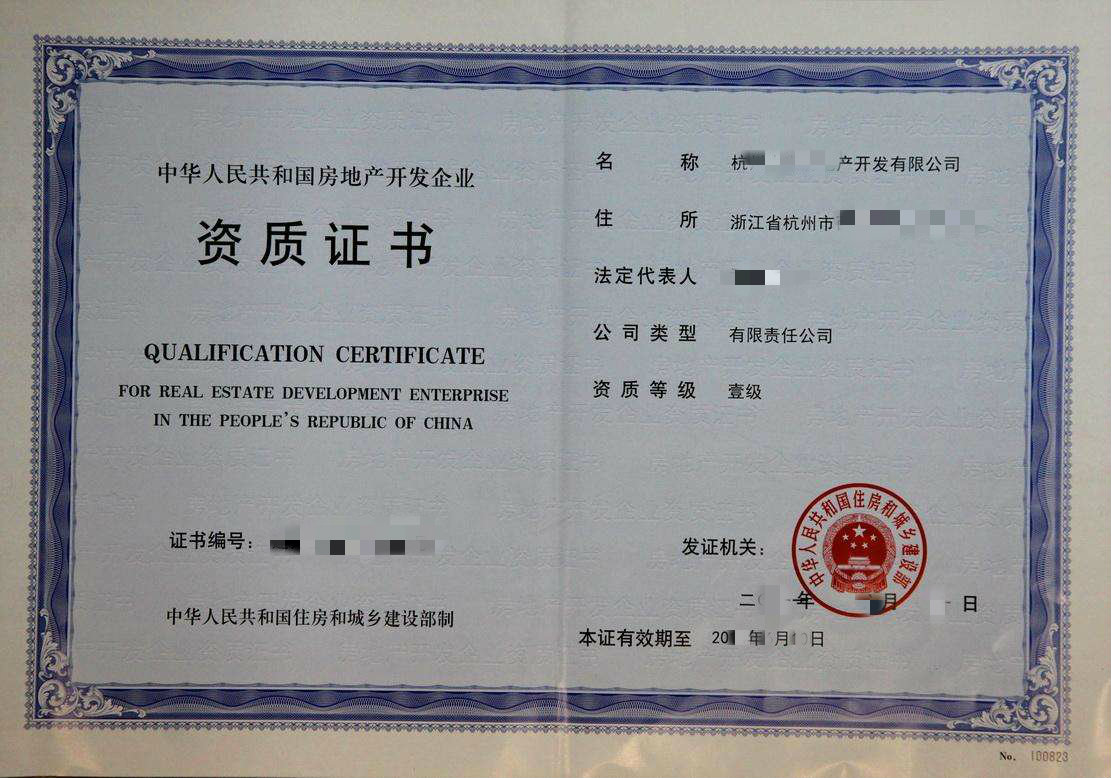 中华人民共和国房地产开发企业
资质证书
QUALIFICATION CERTIFICATE
FOR REAL ESTATE DEVELOPMENT ENTERPRISE
IN THE PEOPLE'S REPUBLIC OF CHINA
证书编号：
中华人民共和国住房和城乡建设部制
名称 杭 产开发有限公司
住所 浙江省杭州市
法定代表人
公司类型 有限责任公司
资质等级 壹级
发证机关：
中华人民共和国住房和城乡建设部
二 年 月 日
本证有效期至 20 年 月 日
No. 100823